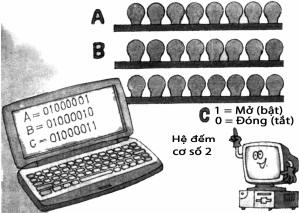 A
B
C
1 = Mở (bật)
0 = Đóng (tắt)
Hệ đếm
cơ số 2
A = 01000001
B = 01000010
C = 01000011